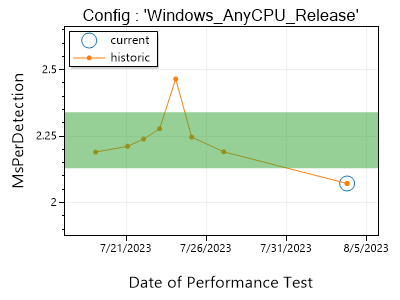 Config : 'Windows_AnyCPU_Release'
current
historic
MsPerDetection
2.5
2.25
2
7/21/2023
7/26/2023
7/31/2023
8/5/2023
Date of Performance Test